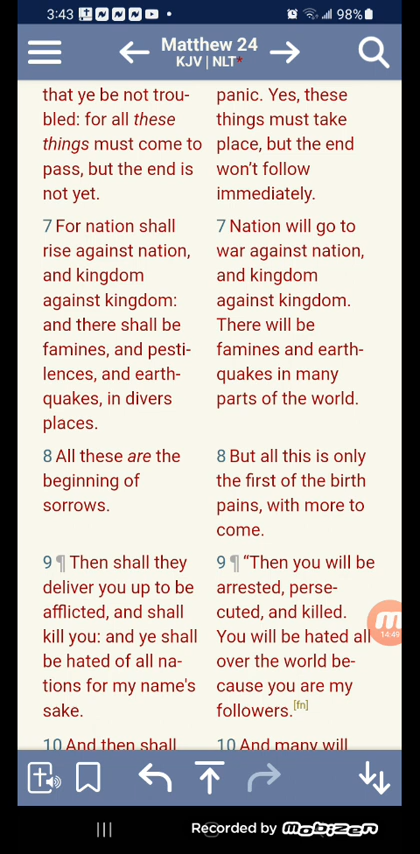 3:43
98%
Matthew 24
KJV | NLT*
that ye be not trou-
bled: for all these
things must come to
pass, but the end is
not yet.
7 For nation shall
rise against nation,
and kingdom
against kingdom:
and there shall be
famines, and pesti-
lences, and earth-
quakes, in divers
places.
8 All these are the
beginning of
sorrows.
9 ¶ Then shall they
deliver you up to be
afflicted, and shall
kill you: and ye shall
be hated of all na-
tions for my name's
sake.
10 And then shall
panic. Yes, these
things must take
place, but the end
won’t follow
immediately.
7 Nation will go to
war against nation,
and kingdom
against kingdom.
There will be
famines and earth-
quakes in many
parts of the world.
8 But all this is only
the first of the birth
pains, with more to
come.
9 ¶ “Then you will be
arrested, perse-
cuted, and killed.
You will be hated all
over the world be-
cause you are my
followers.[fn]
10 And many will
14:49
Recorded by mobizen